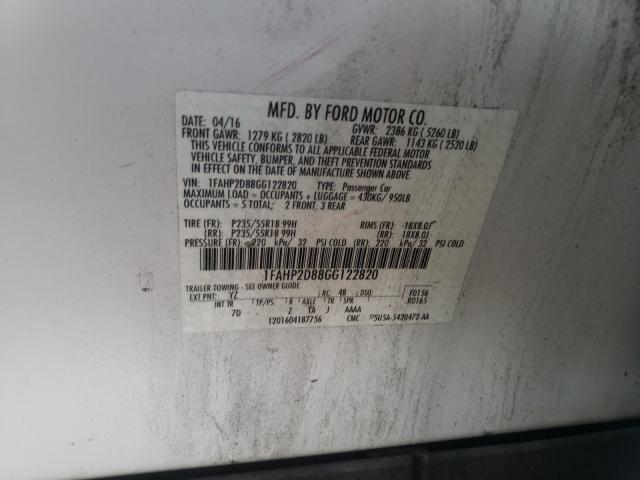 MFD. BY FORD MOTOR CO.
DATE: 04/16 GVWR: 2386 KG ( 5260 LB)
FRONT GAWR: 1279 KG ( 2820 LB) REAR GAWR: 1143 KG ( 2520 LB)
THIS VEHICLE CONFORMS TO ALL APPLICABLE FEDERAL MOTOR
VEHICLE SAFETY, BUMPER, AND THEFT PREVENTION STANDARDS
IN EFFECT ON THE DATE OF MANUFACTURE SHOWN ABOVE.
VIN: 1FAHP2D88GG122820 TYPE: Passenger Car
MAXIMUM LOAD = OCCUPANTS + LUGGAGE = 430KG/ 950LB
OCCUPANTS = 5 TOTAL; 2 FRONT, 3 REAR
TIRE (FR): P235/55R18 99H RIMS (FR): 18X8.0J
(RR): P235/55R18 99H (RR): 18X8.0J
PRESSURE (FR): 220 kPa/ 32 PSI COLD (RR): 220 kPa/ 32 PSI COLD
1FAHP2D88GG122820
TRAILER TOWING - SEE OWNER GUIDE
EXT PNT: YZ RC: 48 DSO: F0156
INT TR TP/PS R AXLE TR SPR R0165
7D Z TA J AAAA
1201604187756 CMC 5U5A-5420472-AA